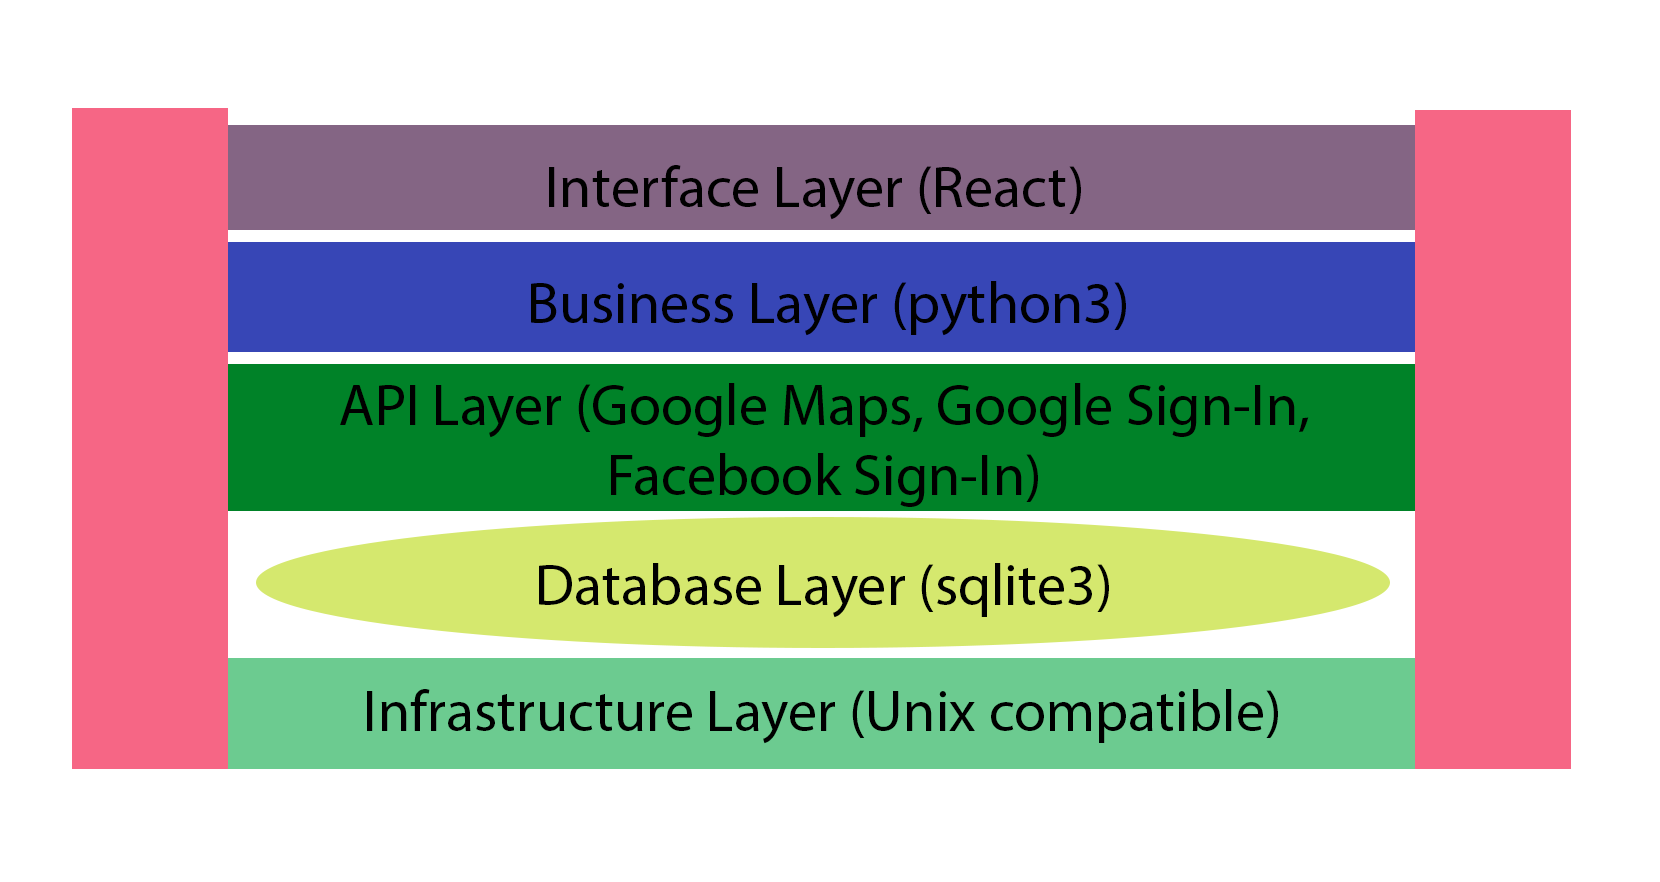 Interface Layer (React)
Business Layer (python3)
API Layer (Google Maps, Google Sign-In,
Facebook Sign-In)
Database Layer (sqlite3)
Infrastructure Layer (Unix compatible)